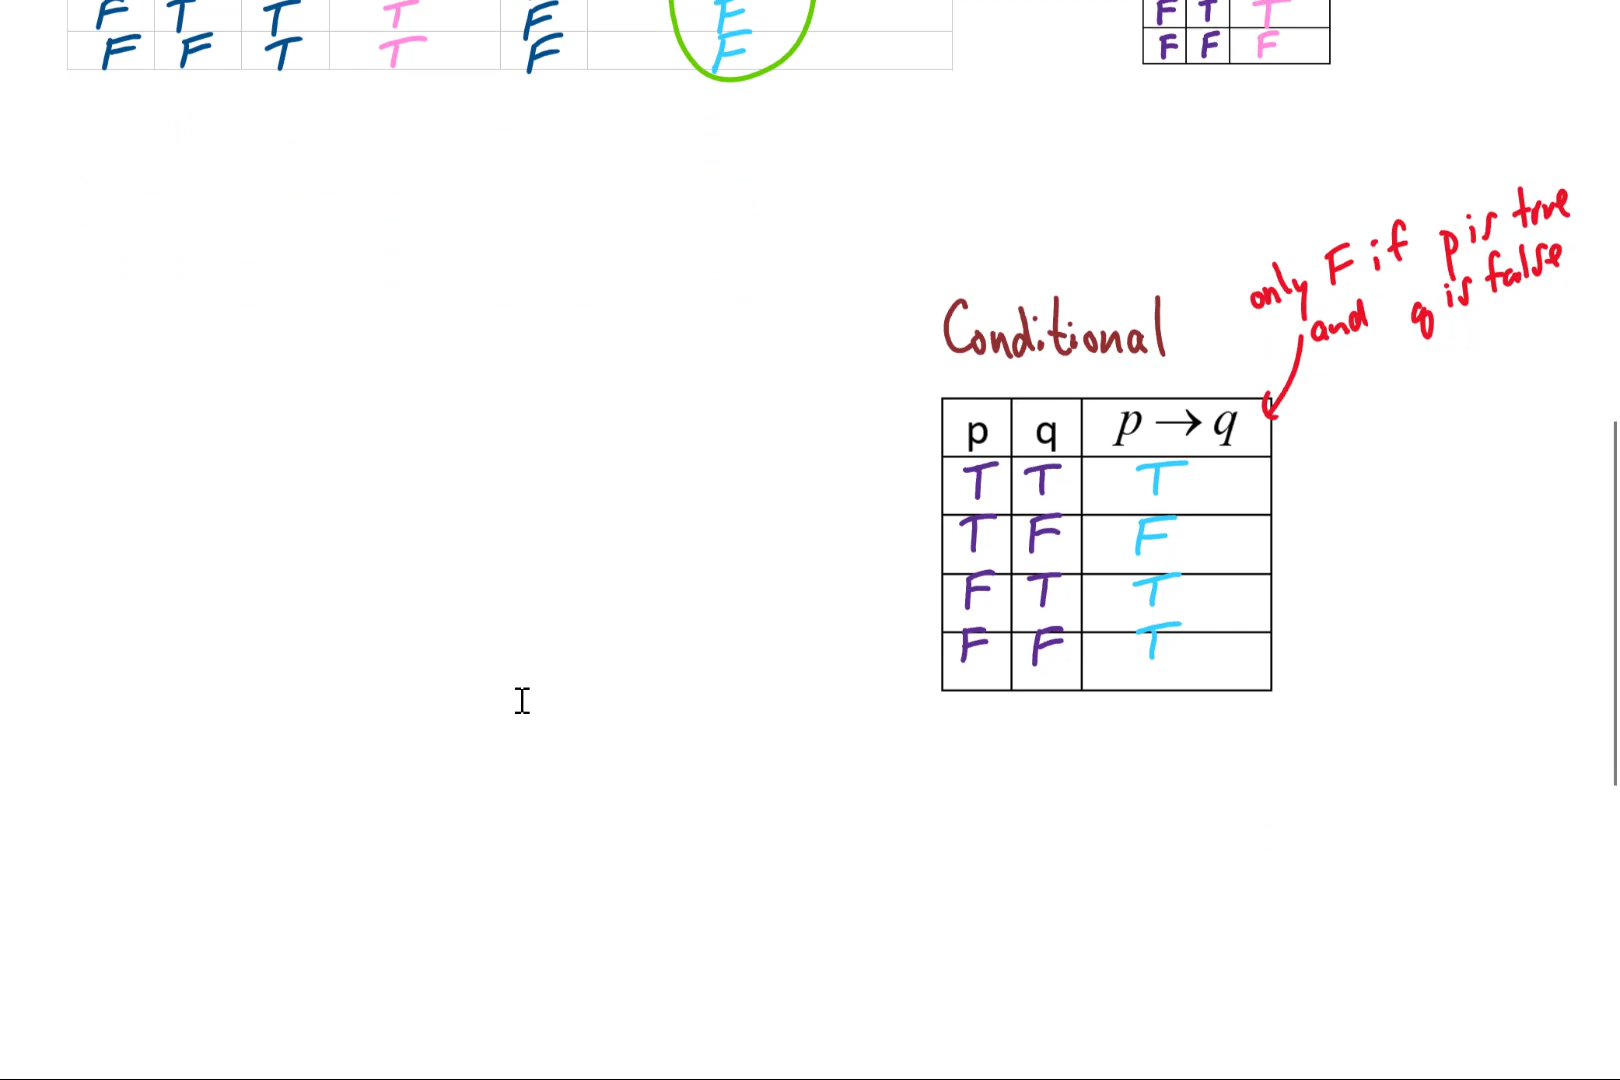 F T T T F F
F F T T F F
F T T
F F F
only F if p is true
and q is false
Conditional
p q p → q
T T T
T F F
F T T
F F T